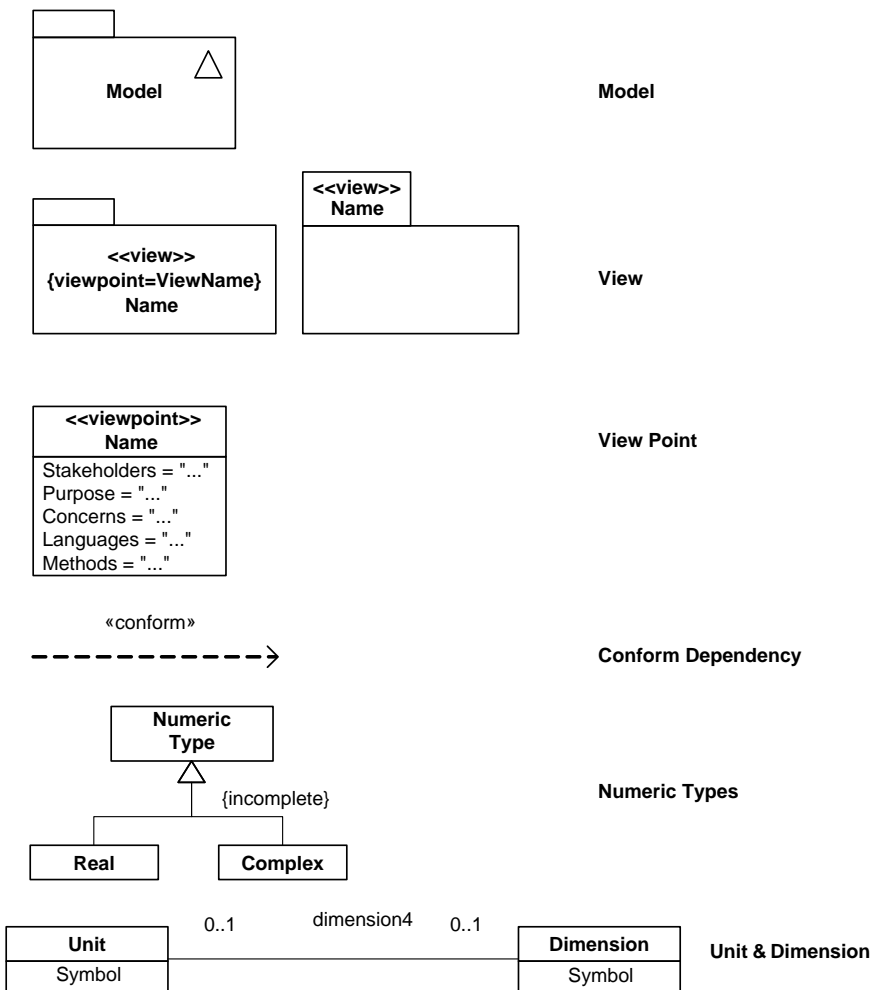 Model
Model
<<view>>
{viewpoint=ViewName}
Name
<<view>>
Name
View
<<viewpoint>>
Name
Stakeholders = "..."
Purpose = "..."
Concerns = "..."
Languages = "..."
Methods = "..."
View Point
«conform»
Conform Dependency
Numeric
Type
{incomplete}
Real
Complex
Numeric Types
Unit
Symbol
0..1
dimension4
0..1
Dimension
Symbol
Unit & Dimension